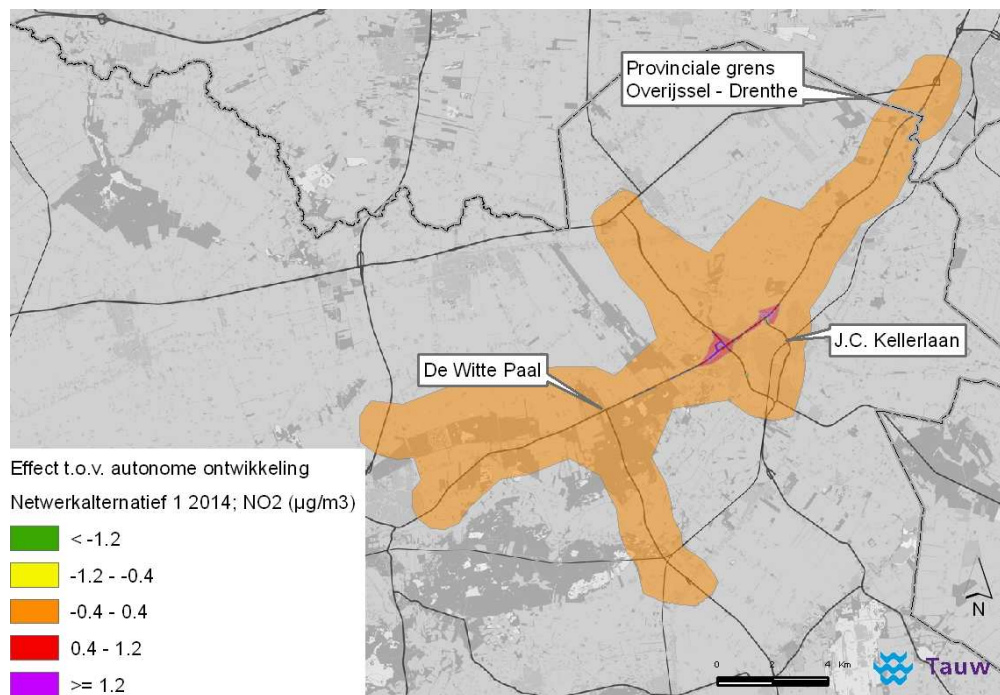 Provinciale grens
Overijssel - Drenthe
J.C. Kellerlaan
De Witte Paal
Effect t.o.v. autonome ontwikkeling
Netwerkalternatief 1 2014; NO2 (µg/m3)
< -1.2
-1.2 - -0.4
-0.4 - 0.4
0.4 - 1.2
>= 1.2
N
0 2 4 Km
Tauw